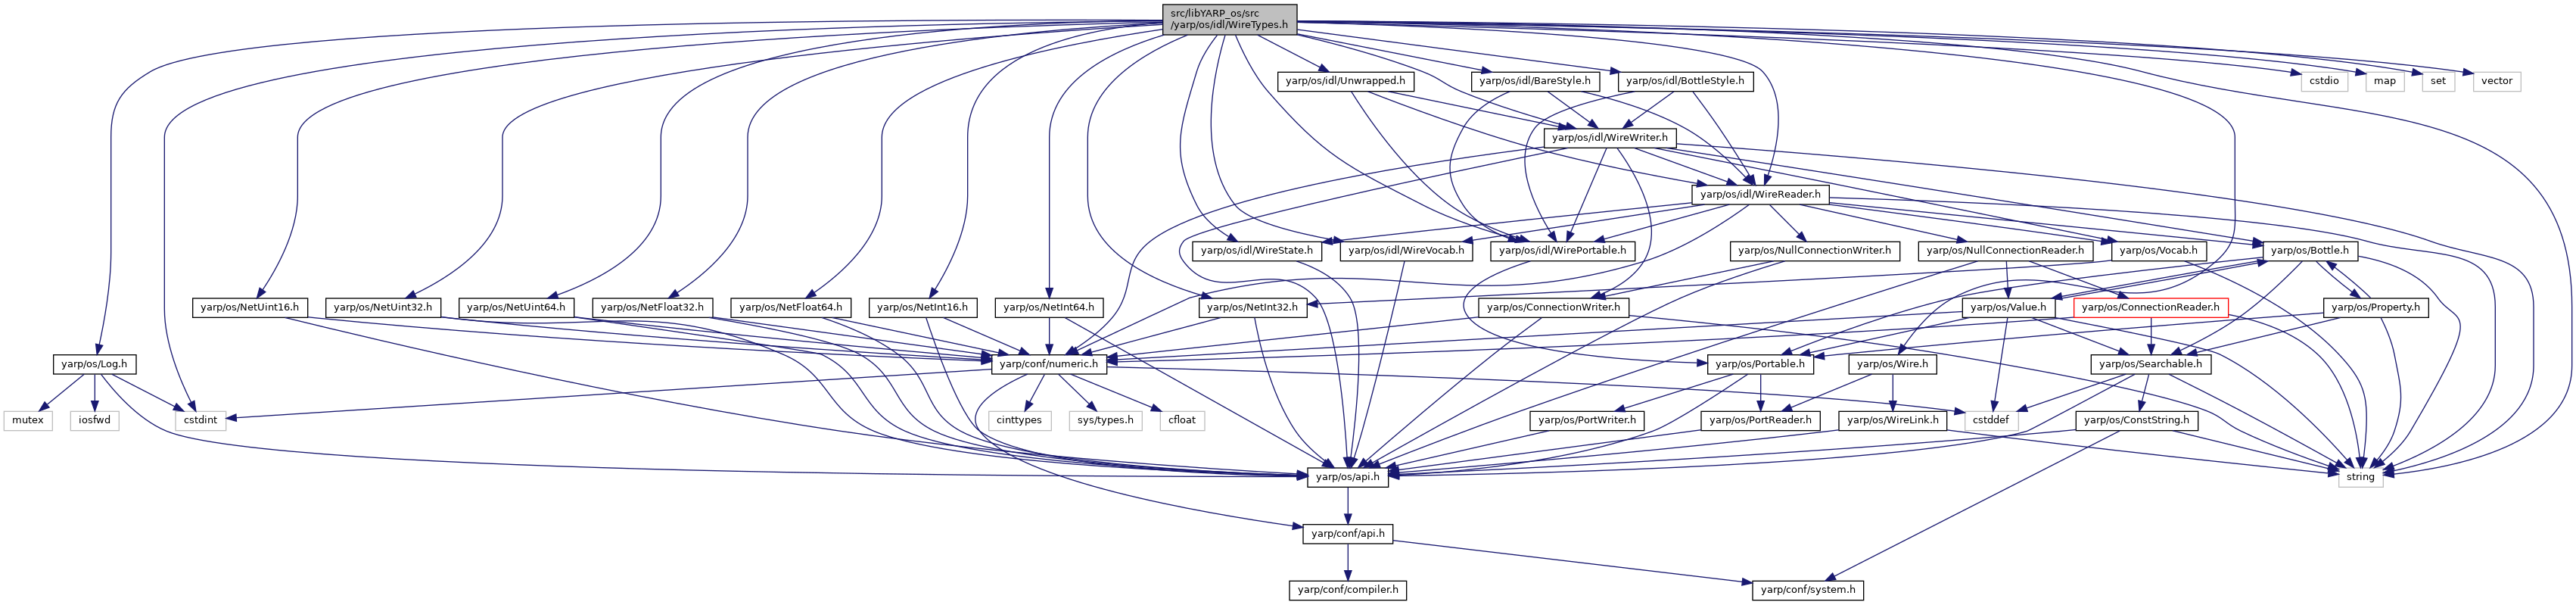 src/libYARP_os/src
/yarp/os/idl/WireTypes.h
yarp/os/idl/Unwrapped.h
yarp/os/idl/BareStyle.h
yarp/os/idl/BottleStyle.h
cstdio
map
set
vector
yarp/os/idl/WireWriter.h
yarp/os/idl/WireReader.h
yarp/os/idl/WireState.h
yarp/os/idl/WireVocab.h
yarp/os/idl/WirePortable.h
yarp/os/NullConnectionWriter.h
yarp/os/NullConnectionReader.h
yarp/os/Vocab.h
yarp/os/Bottle.h
yarp/os/NetUint16.h
yarp/os/NetUint32.h
yarp/os/NetUint64.h
yarp/os/NetFloat32.h
yarp/os/NetFloat64.h
yarp/os/NetInt16.h
yarp/os/NetInt64.h
yarp/os/NetInt32.h
yarp/os/ConnectionWriter.h
yarp/os/Value.h
yarp/os/ConnectionReader.h
yarp/os/Property.h
yarp/os/Log.h
yarp/conf/numeric.h
yarp/os/Portable.h
yarp/os/Wire.h
yarp/os/Searchable.h
mutex
iosfwd
cstdint
cinttypes
sys/types.h
cfloat
yarp/os/PortWriter.h
yarp/os/PortReader.h
yarp/os/WireLink.h
cstddef
yarp/os/ConstString.h
yarp/os/api.h
string
yarp/conf/api.h
yarp/conf/compiler.h
yarp/conf/system.h